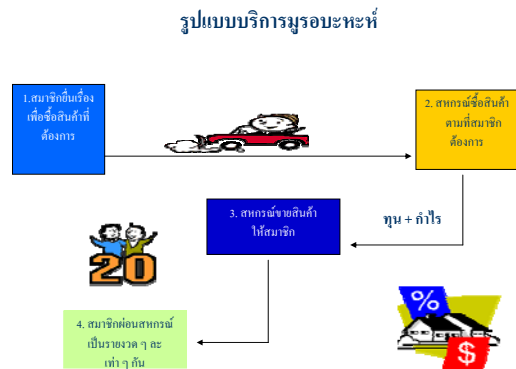 รูปแบบบริการมูรอบะหะห์
1.สมาชิกยื่นเรื่อง
เพื่อซื้อสินค้าที่
ต้องการ
2. สหกรณ์ซื้อสินค้า
ตามที่สมาชิก
ต้องการ
3. สหกรณ์ขายสินค้า
ให้สมาชิก
ทุน + กำไร
20
%
$
4. สมาชิกผ่อนสหกรณ์
เป็นรายงวด ๆ ละ
เท่า ๆ กัน